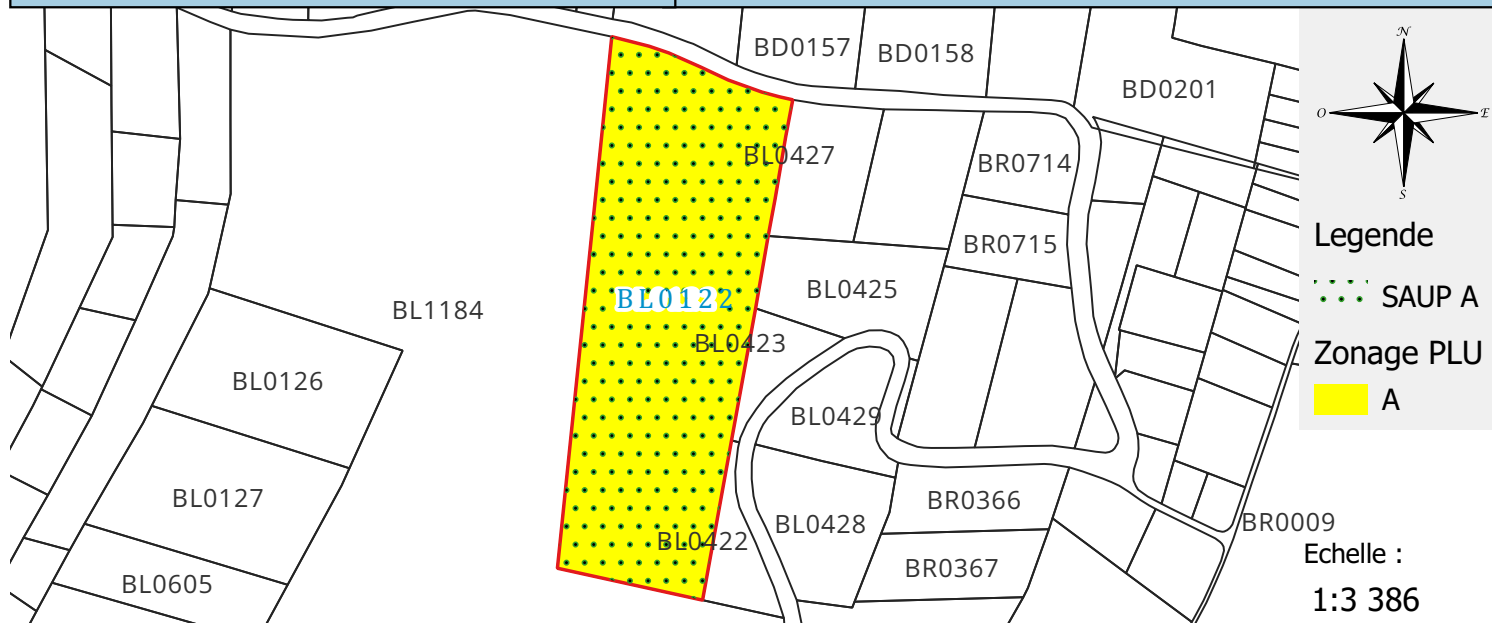 BD0157
BD0158
BD0201
N
O
E
S
BL0427
BR0714
BR0715
Legende
SAUP A
Zonage PLU
A
BL0425
BL0122
BL1184
BL0423
BL0126
BL0429
BL0127
BR0366
BL0428
BR0009
BL0422
Echelle :
BR0367
BL0605
1:3 386